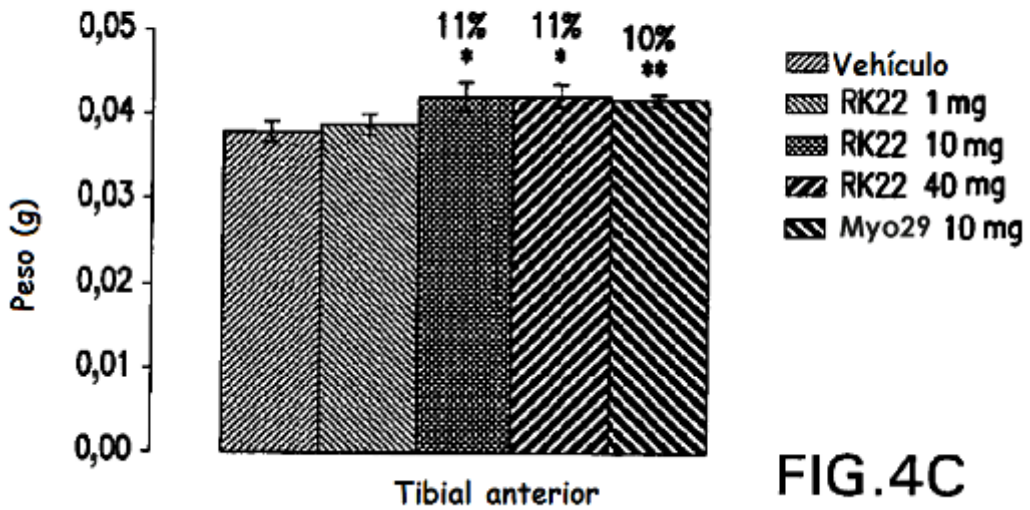 0,05
0,04
0,03
0,02
0,01
0,00
Peso (g)
11%
*
11%
*
10%
**
Vehículo
RK22 1 mg
RK22 10 mg
RK22 40 mg
Myo29 10 mg
Tibial anterior
FIG.4C